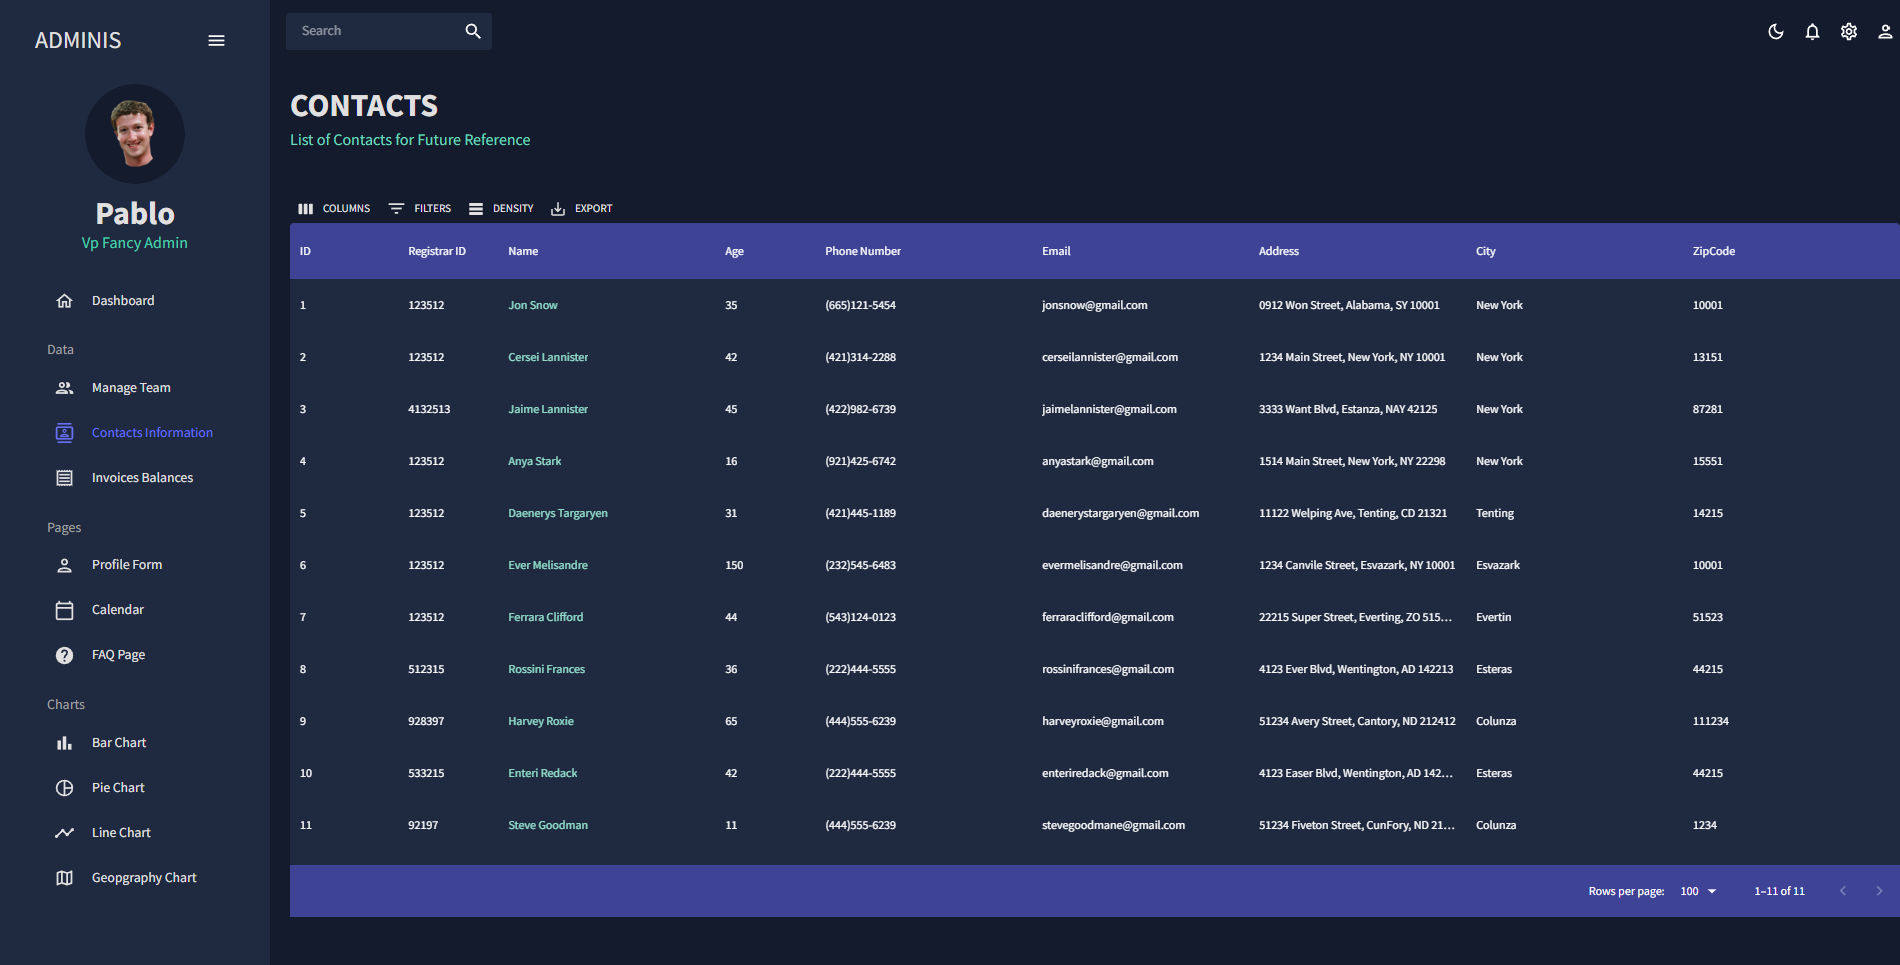 ADMINIS
Pablo
Vp Fancy Admin
Dashboard
Data
Manage Team
Contacts Information
Invoices Balances
Pages
Profile Form
Calendar
FAQ Page
Charts
Bar Chart
Pie Chart
Line Chart
Geopgraphy Chart
Search
CONTACTS
List of Contacts for Future Reference
COLUMNS FILTERS DENSITY EXPORT
ID Registrar ID Name Age Phone Number Email Address City ZipCode
1 123512 Jon Snow 35 (665)121-5454 jonsnow@gmail.com 0912 Won Street, Alabama, SY 10001 New York 10001
2 123512 Cersei Lannister 42 (421)314-2288 cerseilannister@gmail.com 1234 Main Street, New York, NY 10001 New York 13151
3 4132513 Jaime Lannister 45 (422)982-6739 jaimelannister@gmail.com 3333 Want Blvd, Estanza, NAY 42125 New York 87281
4 123512 Anya Stark 16 (921)425-6742 anyastark@gmail.com 1514 Main Street, New York, NY 22298 New York 15551
5 123512 Daenerys Targaryen 31 (421)445-1189 daenerystargaryen@gmail.com 11122 Welping Ave, Tenting, CD 21321 Tenting 14215
6 123512 Ever Melisandre 150 (232)545-6483 evermelisandre@gmail.com 1234 Canvile Street, Esvazark, NY 10001 Esvazark 10001
7 123512 Ferrara Clifford 44 (543)124-0123 ferraraclifford@gmail.com 22215 Super Street, Everting, ZO 515… Evertin 51523
8 512315 Rossini Frances 36 (222)444-5555 rossinifrances@gmail.com 4123 Ever Blvd, Wentington, AD 142213 Esteras 44215
9 928397 Harvey Roxie 65 (444)555-6239 harveyroxie@gmail.com 51234 Avery Street, Cantory, ND 212412 Colunza 111234
10 533215 Enteri Redack 42 (222)444-5555 enteriredack@gmail.com 4123 Easer Blvd, Wentington, AD 142… Esteras 44215
11 92197 Steve Goodman 11 (444)555-6239 stevegoodmane@gmail.com 51234 Fiveton Street, CunFory, ND 21… Colunza 1234
Rows per page: 100 1–11 of 11